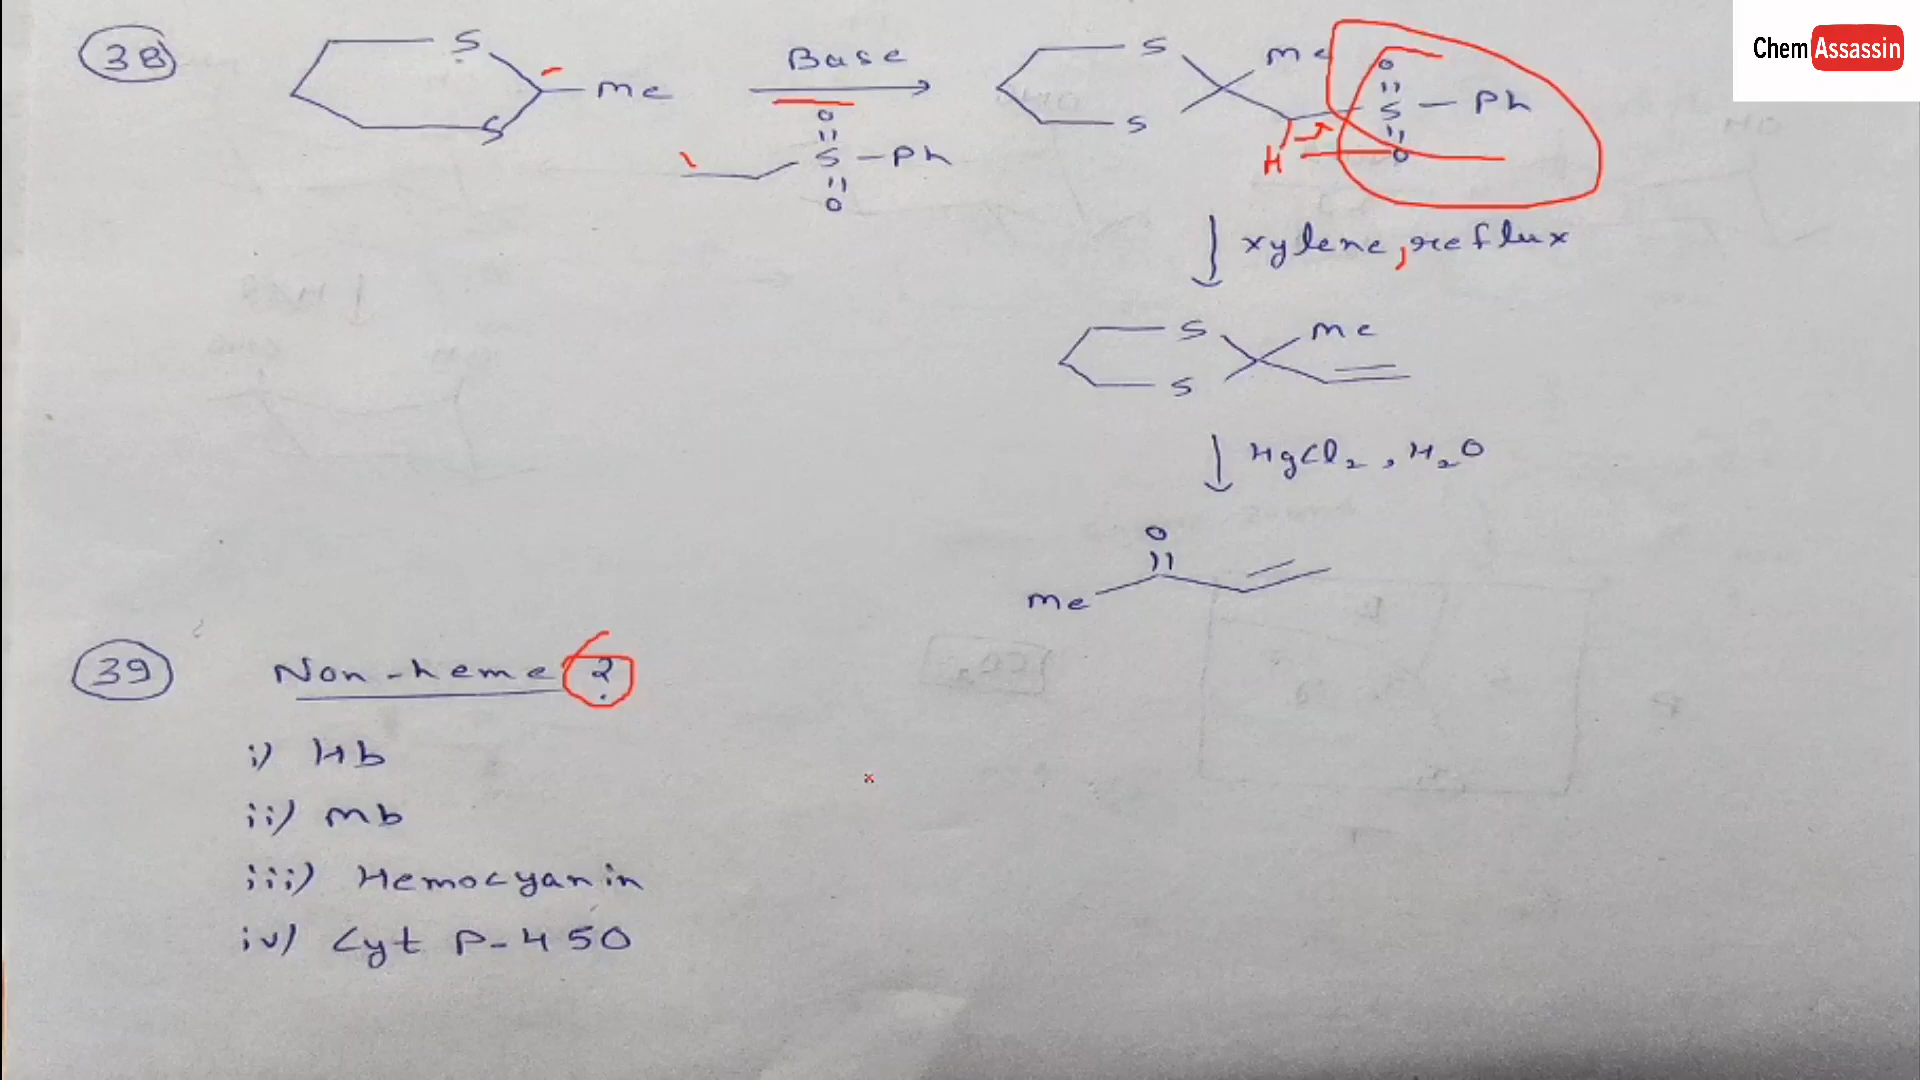 Chem Assassin
38
S
Me
S
Base
O
S-Ph
O
S
Me
O
S-Ph
S
O
H
xylene, reflux
S
Me
S
HgCl2, H2O
O
Me
39 Non-heme ?
i) Hb
ii) Mb
iii) Hemocyanin
iv) Cyt P-450